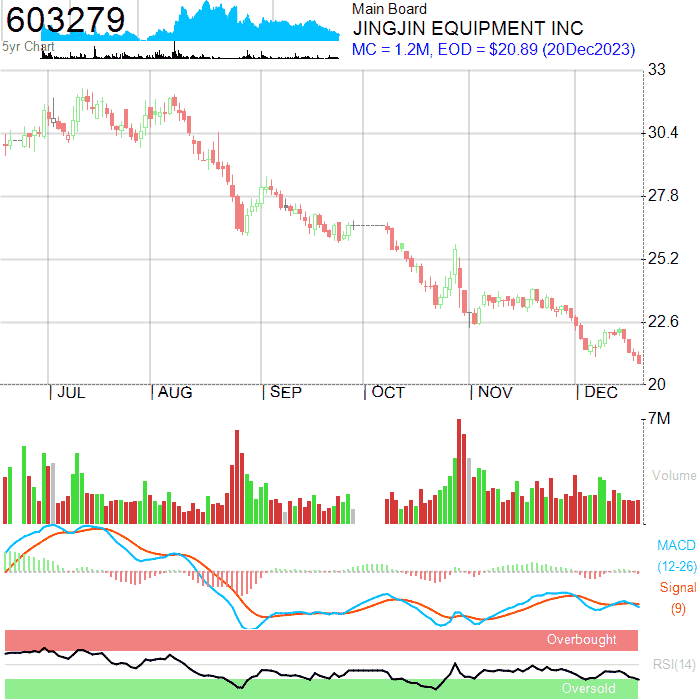 603279
5yr Chart
Main Board
JINGJIN EQUIPMENT INC
MC = 1.2M, EOD = $20.89 (20Dec2023)
33
30.4
27.8
25.2
22.6
20
JUL AUG SEP OCT NOV DEC
7M
Volume
MACD
(12-26)
Signal
(9)
Overbought
RSI(14)
Oversold